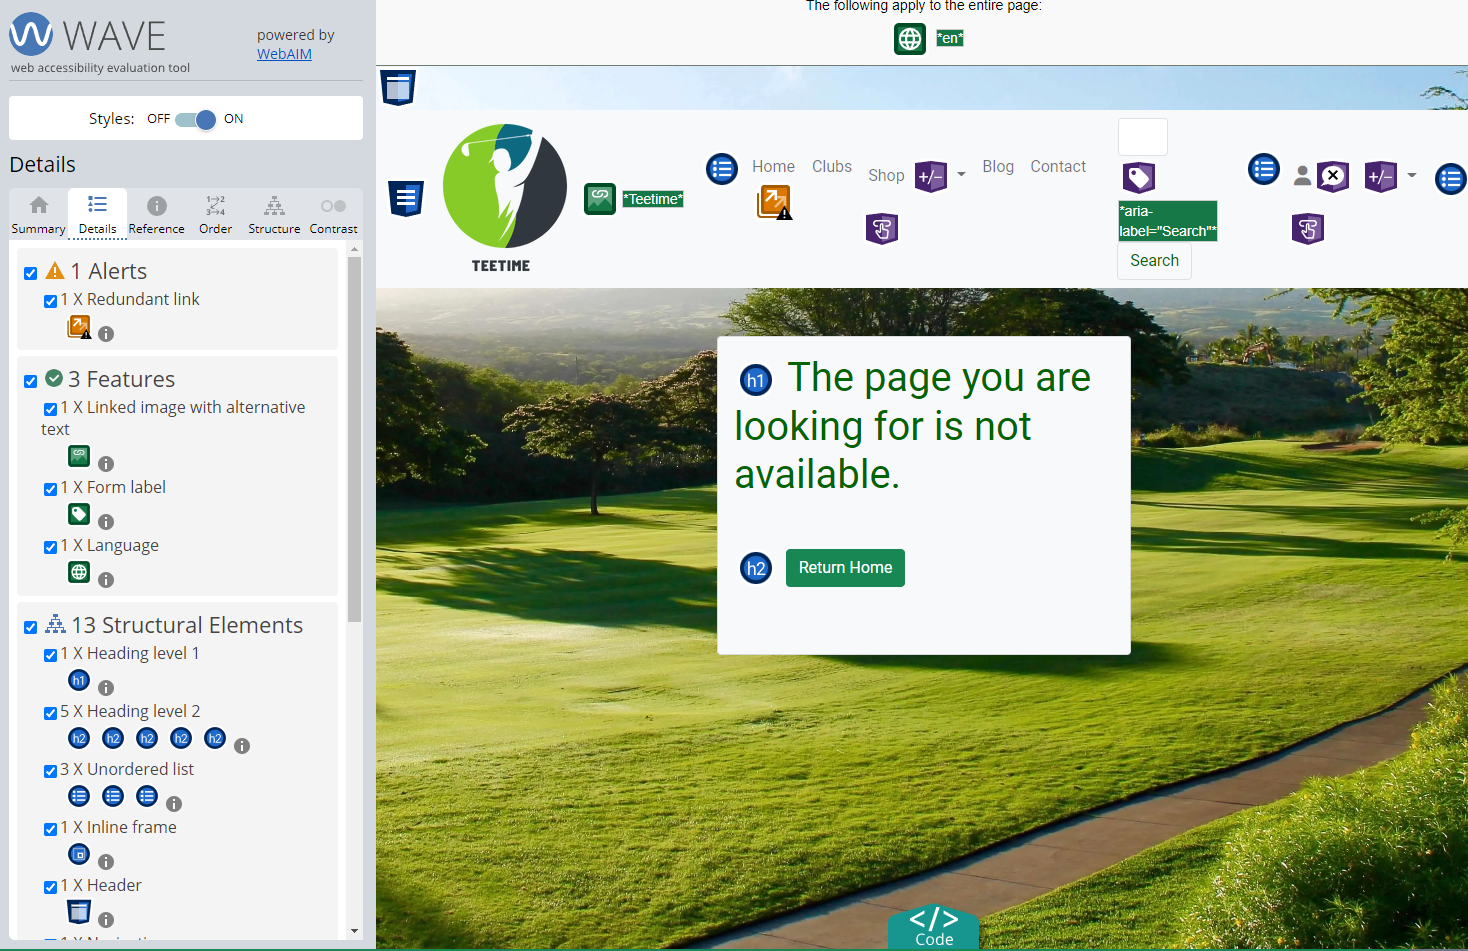 WAVE
web accessibility evaluation tool
powered by
WebAIM
Styles: OFF ON
Details
Summary Details Reference Order Structure Contrast
1 Alerts
1 X Redundant link
3 Features
1 X Linked image with alternative
text
1 X Form label
1 X Language
13 Structural Elements
1 X Heading level 1
h1
5 X Heading level 2
h2 h2 h2 h2 h2
3 X Unordered list
1 X Inline frame
1 X Header
The following apply to the entire page:
*en*
TEETIME
*Teetime*
Home Clubs Shop +/- Blog Contact
*aria-
label="Search"*
Search
+/-
h1 The page you are
looking for is not
available.
h2 Return Home
</>
Code